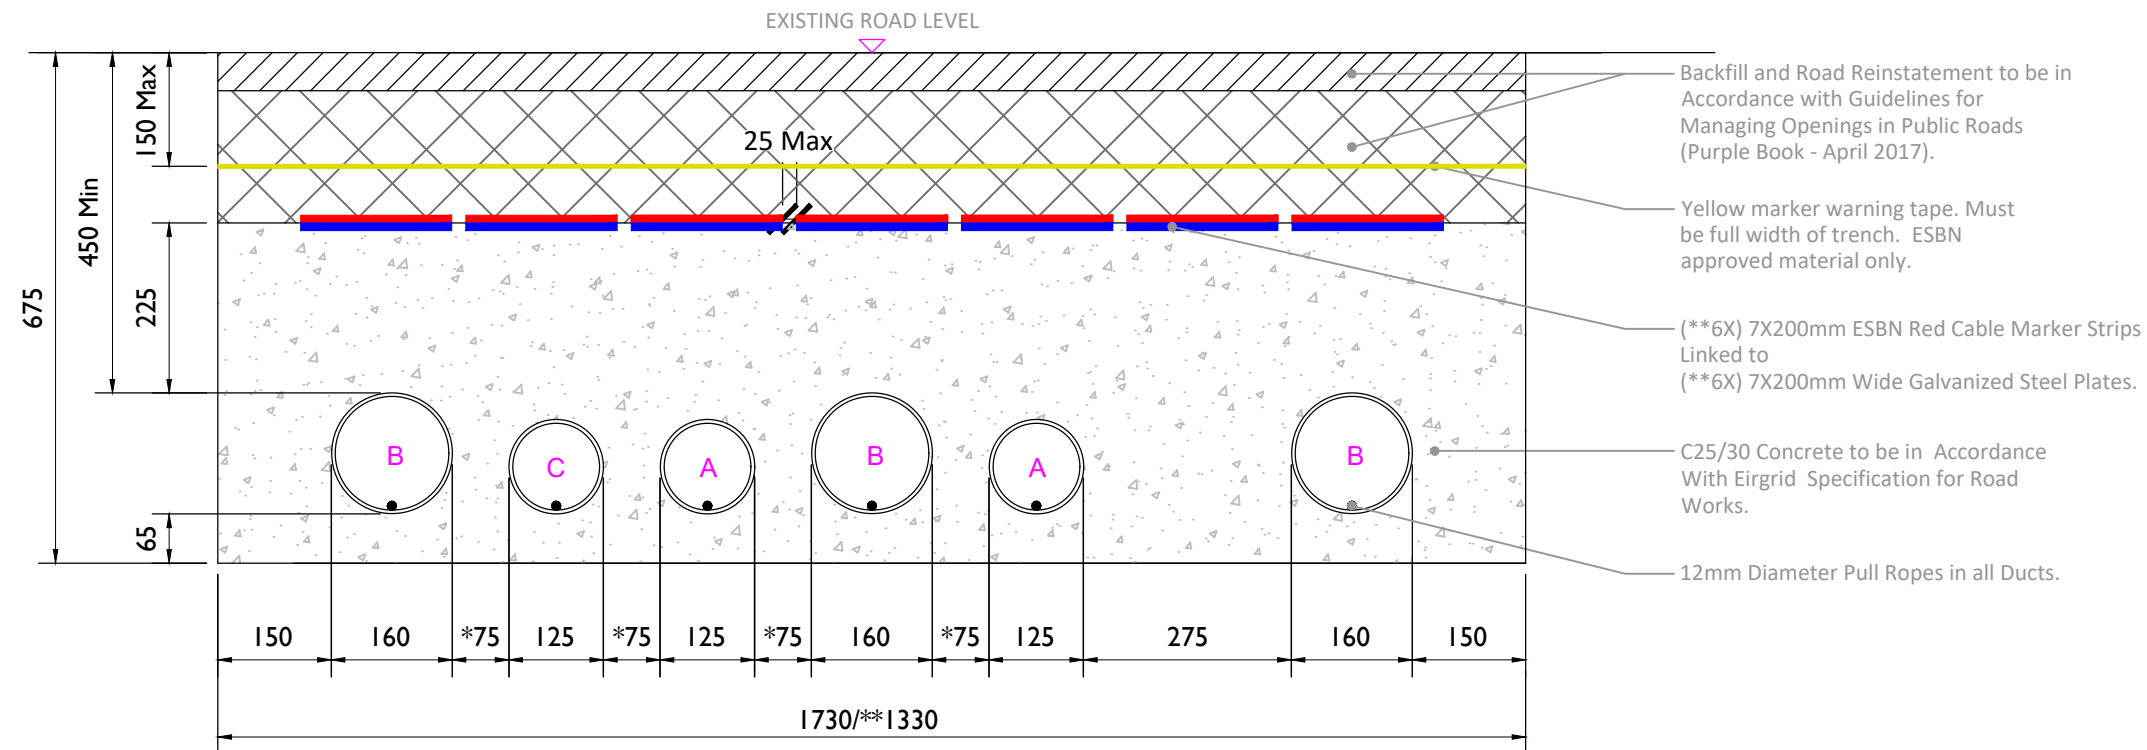 EXISTING ROAD LEVEL
150 Max
450 Min
675
225
65
25 Max
Backfill and Road Reinstatement to be in
Accordance with Guidelines for
Managing Openings in Public Roads
(Purple Book - April 2017).
Yellow marker warning tape. Must
be full width of trench. ESBN
approved material only.
(**6X) 7X200mm ESBN Red Cable Marker Strips
Linked to
(**6X) 7X200mm Wide Galvanized Steel Plates.
C25/30 Concrete to be in Accordance
With Eirgrid Specification for Road
Works.
12mm Diameter Pull Ropes in all Ducts.
B C A B A B
150 160 *75 125 *75 125 *75 160 *75 125 275 160 150
1730/**1330